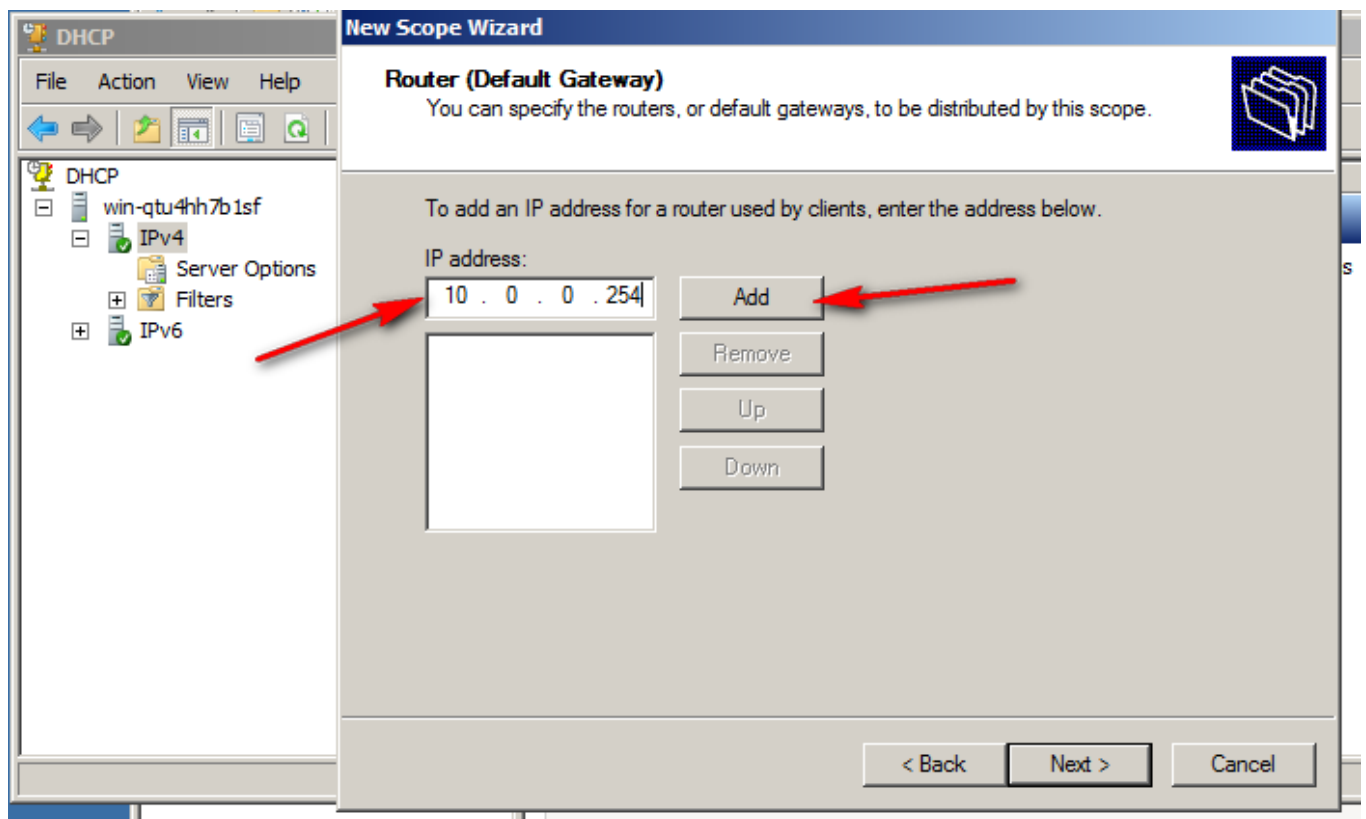 DHCP
File Action View Help
DHCP
win-qtu4hh7b1sf
IPv4
Server Options
Filters
IPv6
New Scope Wizard
Router (Default Gateway)
You can specify the routers, or default gateways, to be distributed by this scope.
To add an IP address for a router used by clients, enter the address below.
IP address:
10 . 0 . 0 . 254
Add
Remove
Up
Down
< Back Next > Cancel
s